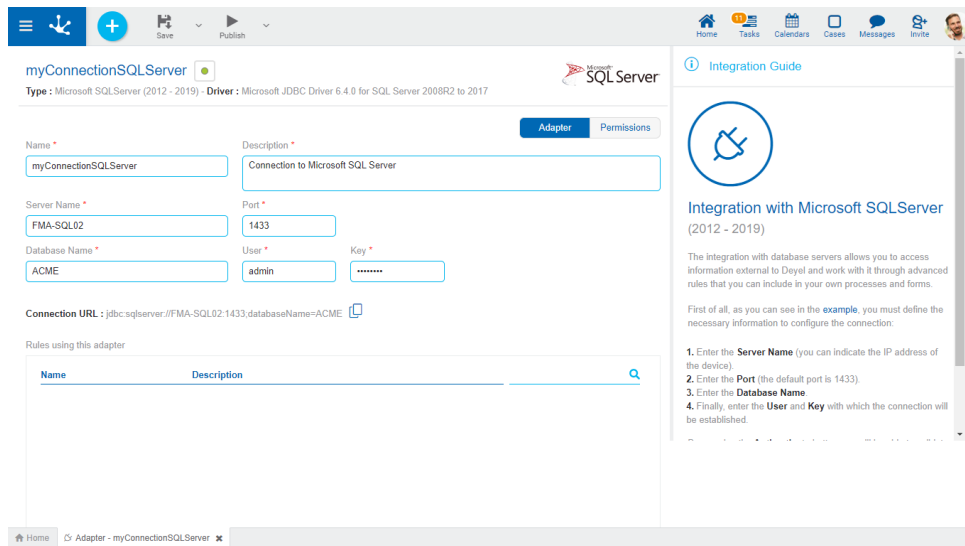 Save
Publish
11
Home
Tasks
Calendars
Cases
Messages
Invite
myConnectionSQLServer
Type : Microsoft SQLServer (2012 - 2019) - Driver : Microsoft JDBC Driver 6.4.0 for SQL Server 2008R2 to 2017
Microsoft
SQL Server
Adapter
Permissions
Name *
Description *
myConnectionSQLServer
Connection to Microsoft SQL Server
Server Name *
Port *
FMA-SQL02
1433
Database Name *
User *
Key *
ACME
admin
••••••••
Connection URL : jdbc:sqlserver://FMA-SQL02:1433;databaseName=ACME
Rules using this adapter
Name
Description
Integration Guide
Integration with Microsoft SQLServer
(2012 - 2019)
The integration with database servers allows you to access
information external to Deyel and work with it through advanced
rules that you can include in your own processes and forms.
First of all, as you can see in the example, you must define the
necessary information to configure the connection:
1. Enter the Server Name (you can indicate the IP address of
the device).
2. Enter the Port (the default port is 1433).
3. Enter the Database Name.
4. Finally, enter the User and Key with which the connection will
be established.
Home
Adapter - myConnectionSQLServer